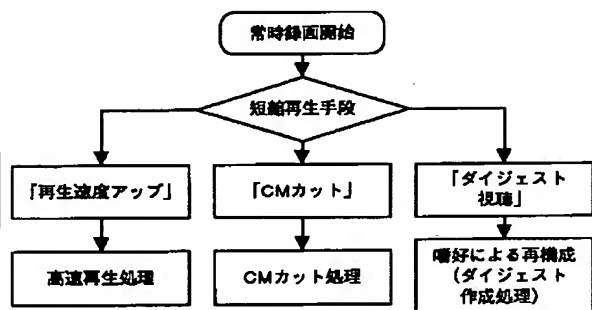 常時録画開始
短縮再生手段
「再生速度アップ」
「CMカット」
「ダイジェスト
視聴」
高速再生処理
CMカット処理
嗜好による再構成
(ダイジェスト
作成処理)